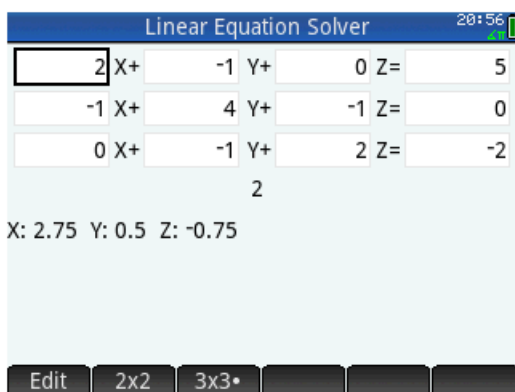 Linear Equation Solver 20:56
∡π
2 X+ -1 Y+ 0 Z= 5
-1 X+ 4 Y+ -1 Z= 0
0 X+ -1 Y+ 2 Z= -2
2
X: 2.75 Y: 0.5 Z: -0.75
Edit 2x2 3x3•